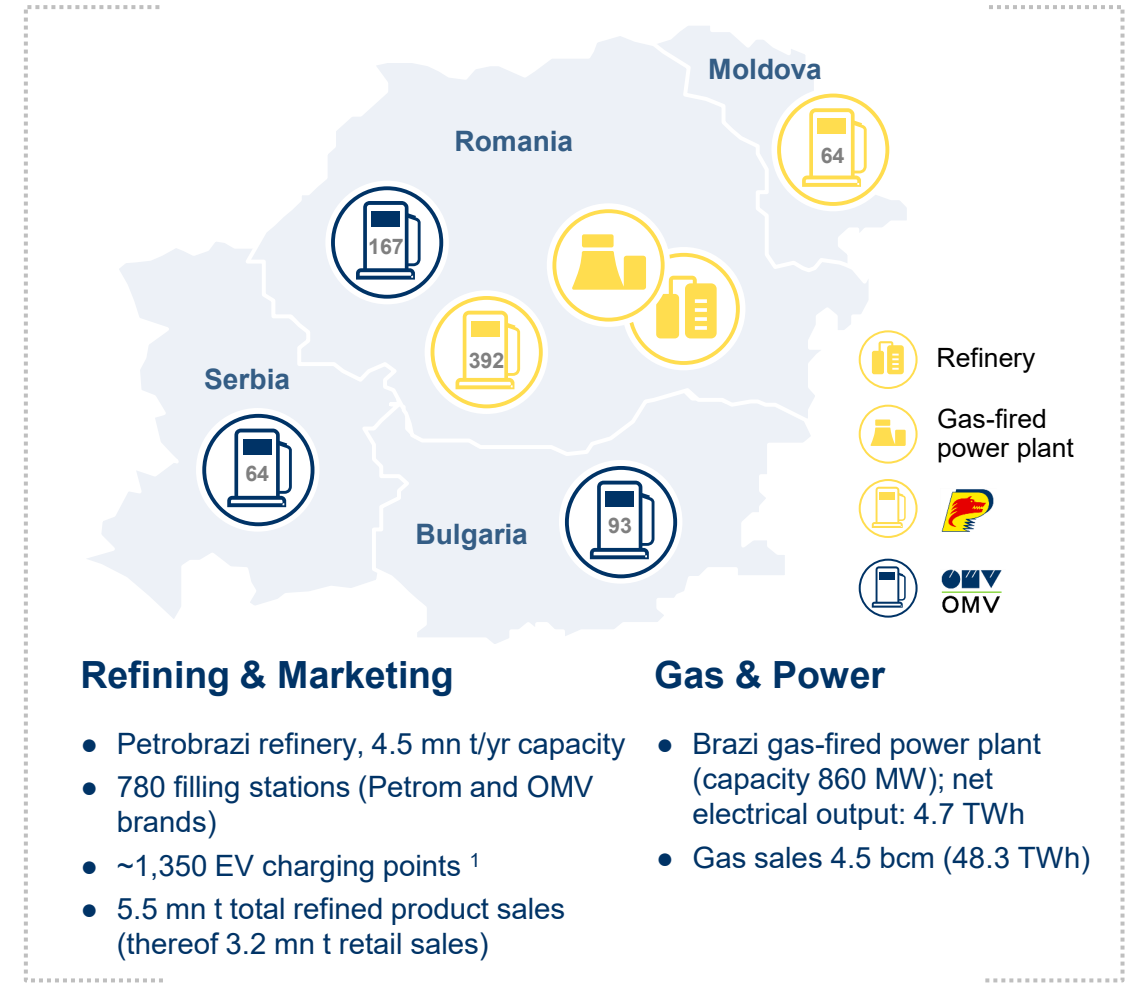 Moldova
64
Romania
167
392
Serbia
64
Bulgaria
93
Refinery
Gas-fired
power plant
OMV
OMV
Refining & Marketing
● Petrobrazi refinery, 4.5 mn t/yr capacity
● 780 filling stations (Petrom and OMV
brands)
● ~1,350 EV charging points ¹
● 5.5 mn t total refined product sales
(thereof 3.2 mn t retail sales)
Gas & Power
● Brazi gas-fired power plant
(capacity 860 MW); net
electrical output: 4.7 TWh
● Gas sales 4.5 bcm (48.3 TWh)